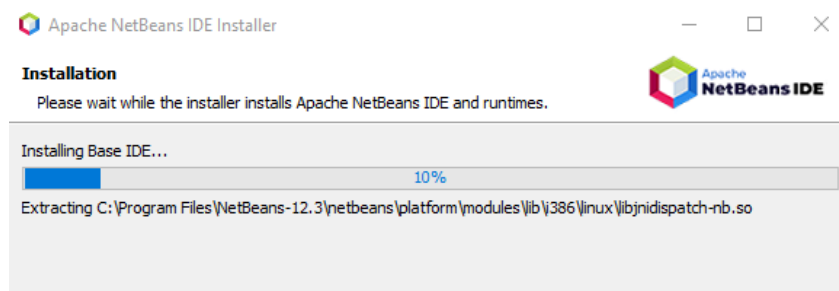 Apache NetBeans IDE Installer
Installation
Please wait while the installer installs Apache NetBeans IDE and runtimes.
Apache
NetBeans IDE
Installing Base IDE...
10%
Extracting C:\Program Files\NetBeans-12.3\netbeans\platform\modules\lib\i386\linux\libjnidispatch-nb.so